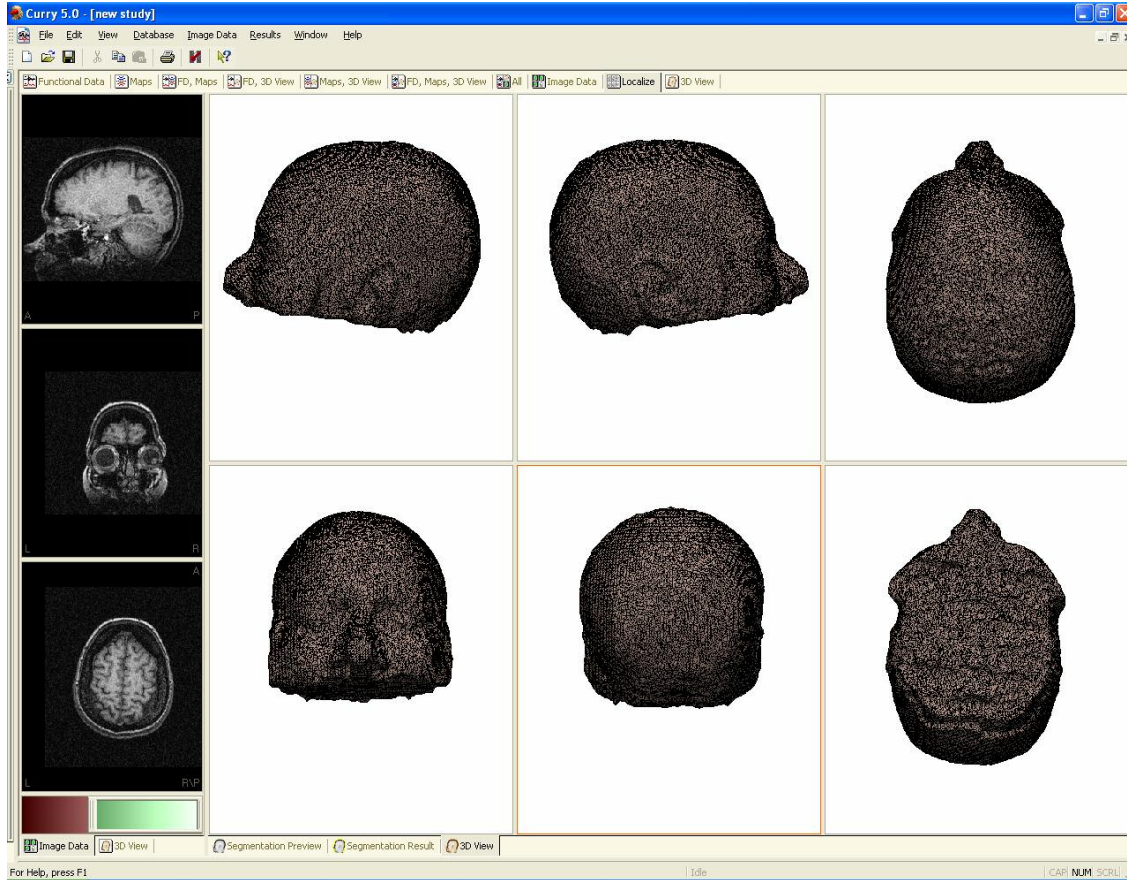 Curry 5.0 - [new study]
File Edit View Database Image Data Results Window Help
Functional Data Maps FD, Maps FD, 3D View Maps, 3D View FD, Maps, 3D View All Image Data Localize 3D View
A P
L R
A
L R\P
Image Data 3D View Segmentation Preview Segmentation Result 3D View
For Help, press F1 Idle CAP NUM SCRL